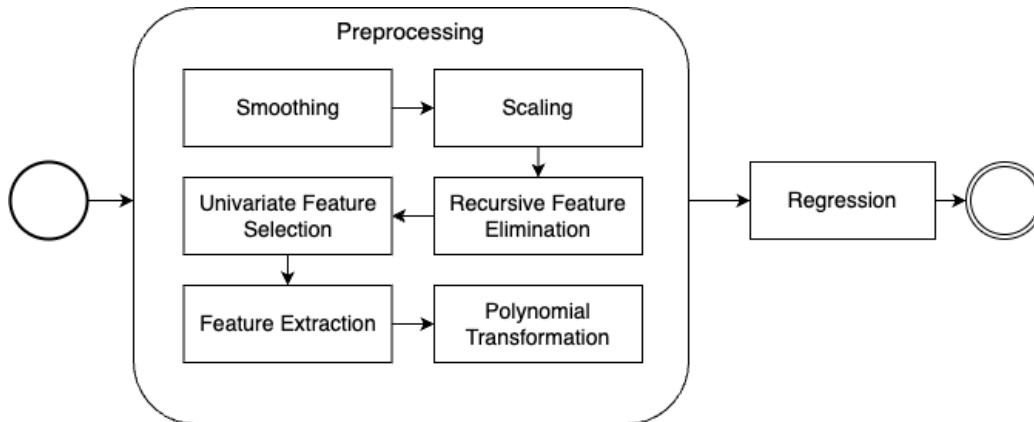 Preprocessing
Smoothing
Scaling
Univariate Feature
Selection
Recursive Feature
Elimination
Feature Extraction
Polynomial
Transformation
Regression